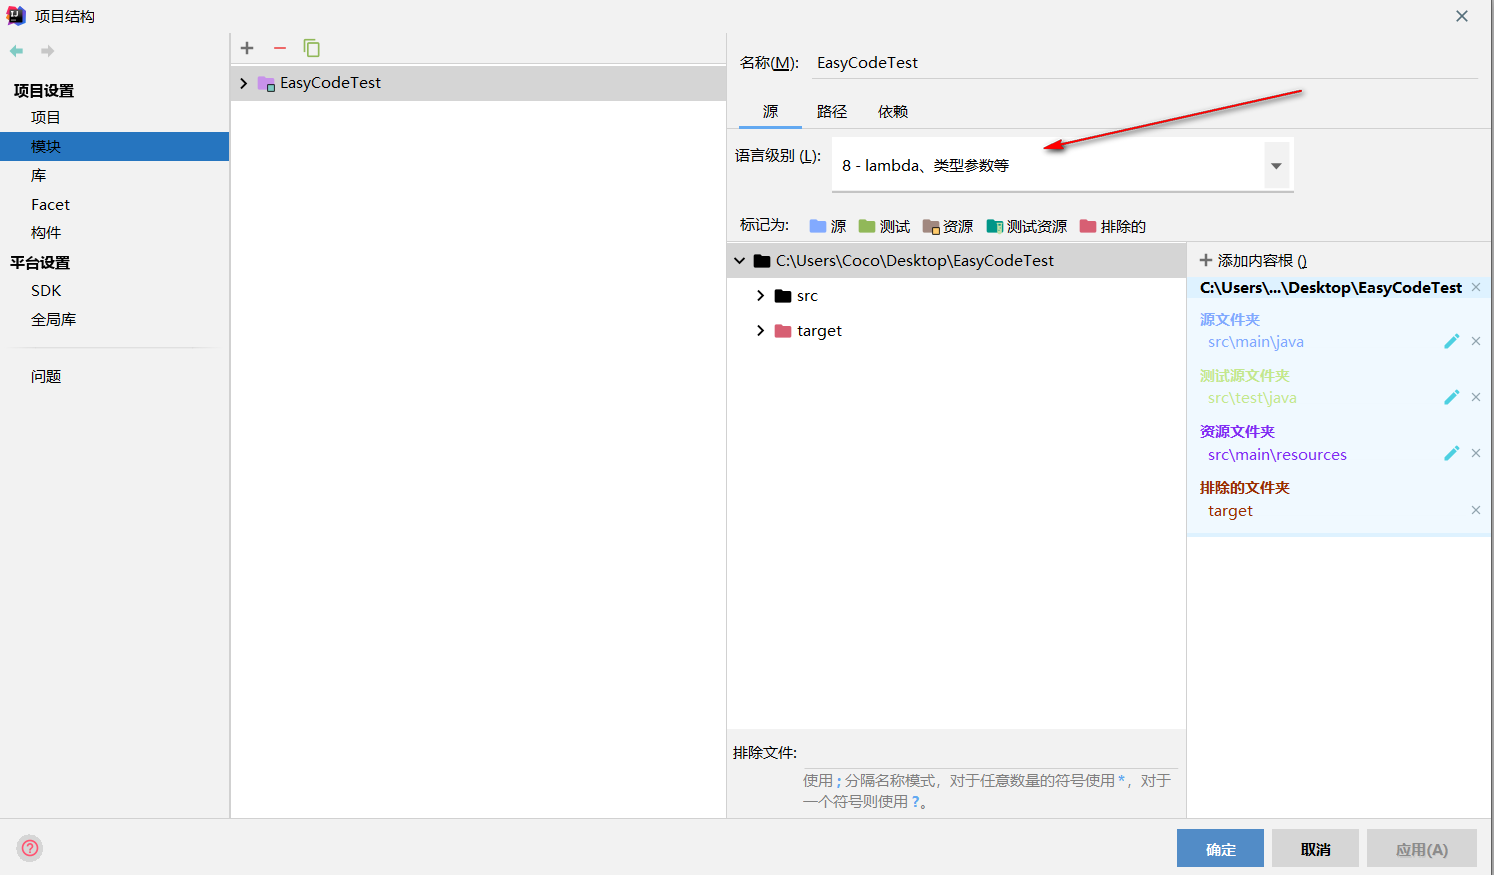 项目结构
项目设置
项目
模块
库
Facet
构件
平台设置
SDK
全局库
问题
EasyCodeTest
名称(M): EasyCodeTest
源 路径 依赖
语言级别 (L): 8 - lambda、类型参数等
标记为: 源 测试 资源 测试资源 排除的
C:\Users\Coco\Desktop\EasyCodeTest
src
target
添加内容根 ()
C:\Users\...\Desktop\EasyCodeTest
源文件夹
src\main\java
测试源文件夹
src\test\java
资源文件夹
src\main\resources
排除的文件夹
target
排除文件:
使用 ; 分隔名称模式，对于任意数量的符号使用 *，对于
一个符号则使用 ?。
确定 取消 应用(A)